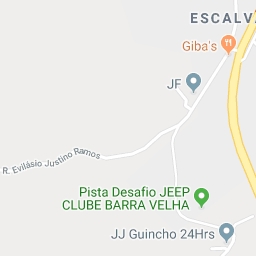 ESCALV
Giba's
JF
R. Evilásio Justino Ramos
Pista Desafio JEEP
CLUBE BARRA VELHA
JJ Guincho 24Hrs